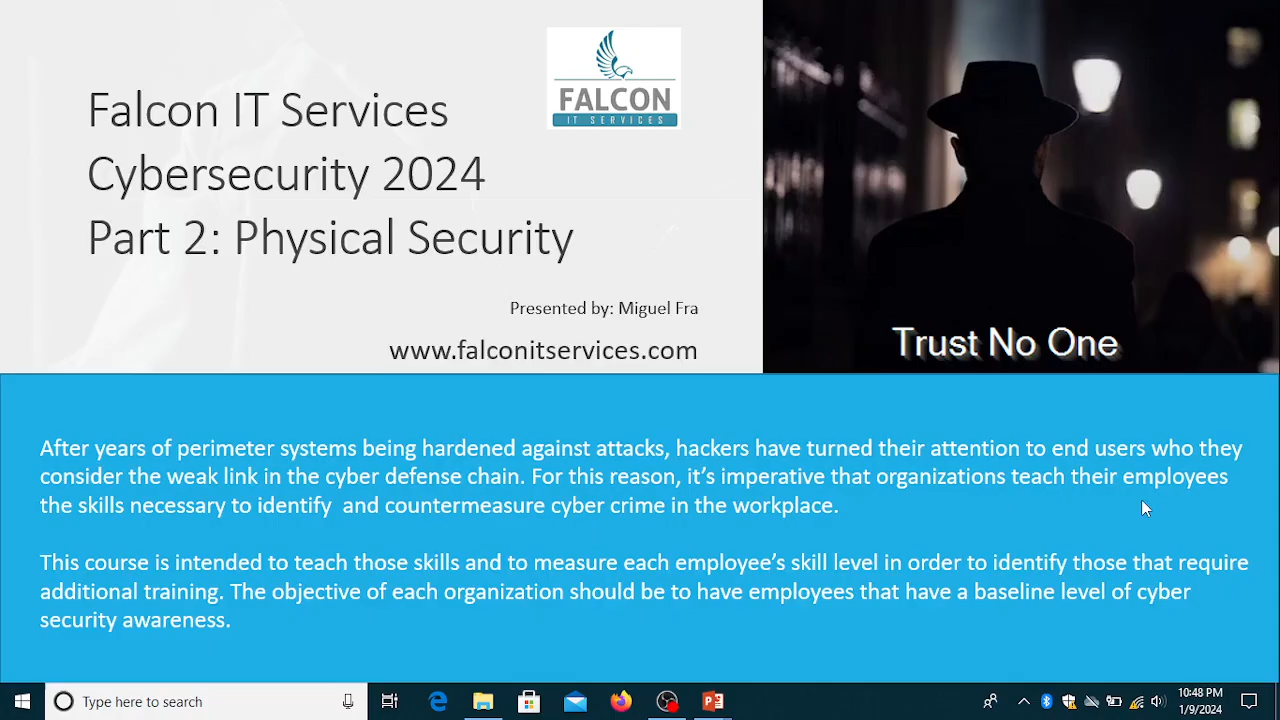 Falcon IT Services
Cybersecurity 2024
Part 2: Physical Security
FALCON
IT SERVICES
Presented by: Miguel Fra
www.falconitservices.com
Trust No One
After years of perimeter systems being hardened against attacks, hackers have turned their attention to end users who they
consider the weak link in the cyber defense chain. For this reason, it's imperative that organizations teach their employees
the skills necessary to identify  and countermeasure cyber crime in the workplace.
This course is intended to teach those skills and to measure each employee's skill level in order to identify those that require
additional training. The objective of each organization should be to have employees that have a baseline level of cyber
security awareness.
Type here to search
10:48 PM
1/9/2024